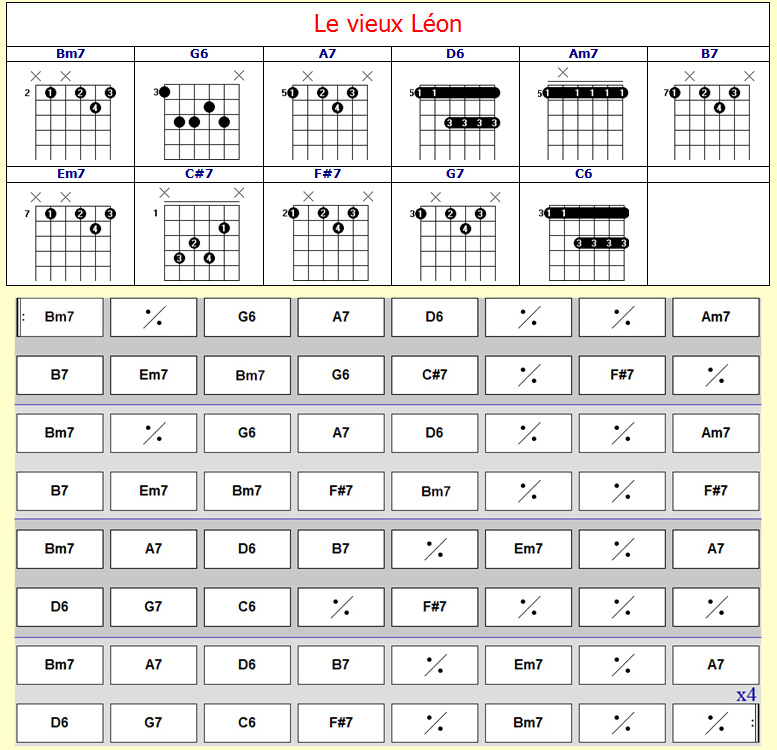 Le vieux Léon
Bm7 G6 A7 D6 Am7 B7
× × × × × × × ×
2 1 2 3 3 5 1 2 3 5 1 1 5 1 1 1 1 1 7 1 2 3
4 4 4
3 3 3 3
Em7 C#7 F#7 G7 C6
× × × × × × × ×
7 1 2 3 1 2 1 2 3 3 1 2 3 3 1 1
4 1 4 4
2 3 3 3 3
3 4
: Bm7 ٪ G6 A7 D6 ٪ ٪ Am7
B7 Em7 Bm7 G6 C#7 ٪ F#7 ٪
Bm7 ٪ G6 A7 D6 ٪ ٪ Am7
B7 Em7 Bm7 F#7 Bm7 ٪ ٪ F#7
Bm7 A7 D6 B7 ٪ Em7 ٪ A7
D6 G7 C6 ٪ F#7 ٪ ٪ ٪
Bm7 A7 D6 B7 ٪ Em7 ٪ A7
x4
D6 G7 C6 F#7 ٪ Bm7 ٪ ٪ :